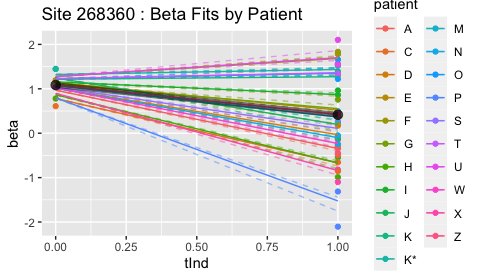 Site 268360 : Beta Fits by Patient
patient
2
1
0
-1
-2
beta
0.00 0.25 0.50 0.75 1.00
tInd
A M
C N
D O
E P
F S
G T
H U
I W
J X
K Z
K*